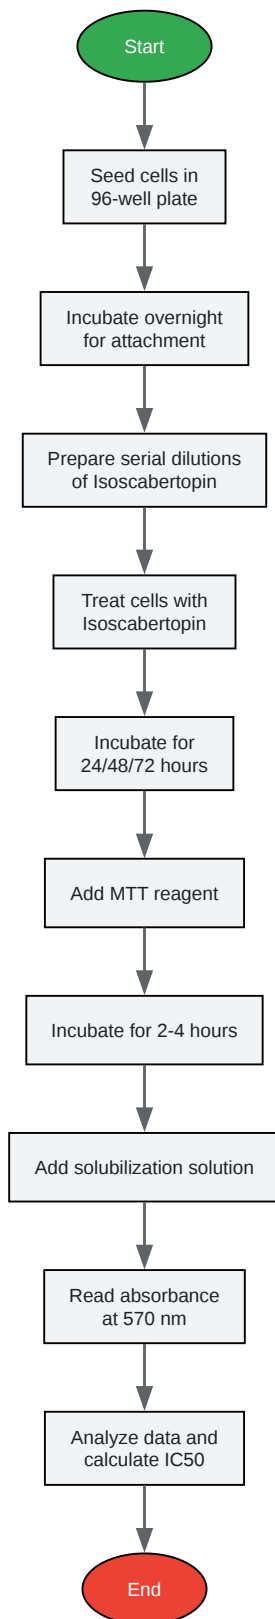 Start
Seed cells in
96-well plate
Incubate overnight
for attachment
Prepare serial dilutions
of Isoscabertopin
Treat cells with
Isoscabertopin
Incubate for
24/48/72 hours
Add MTT reagent
Incubate for 2-4 hours
Add solubilization solution
Read absorbance
at 570 nm
Analyze data and
calculate IC50
End